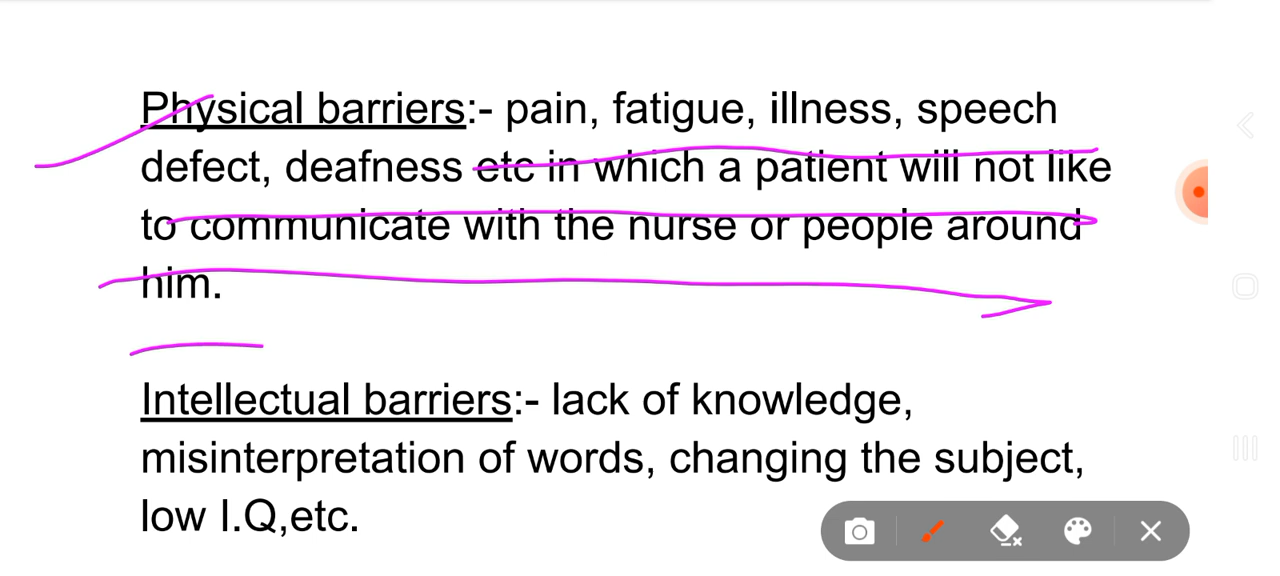 Physical barriers:- pain, fatigue, illness, speech
defect, deafness etc in which a patient will not like
to communicate with the nurse or people around
him.
Intellectual barriers:- lack of knowledge,
misinterpretation of words, changing the subject,
low I.Q,etc.